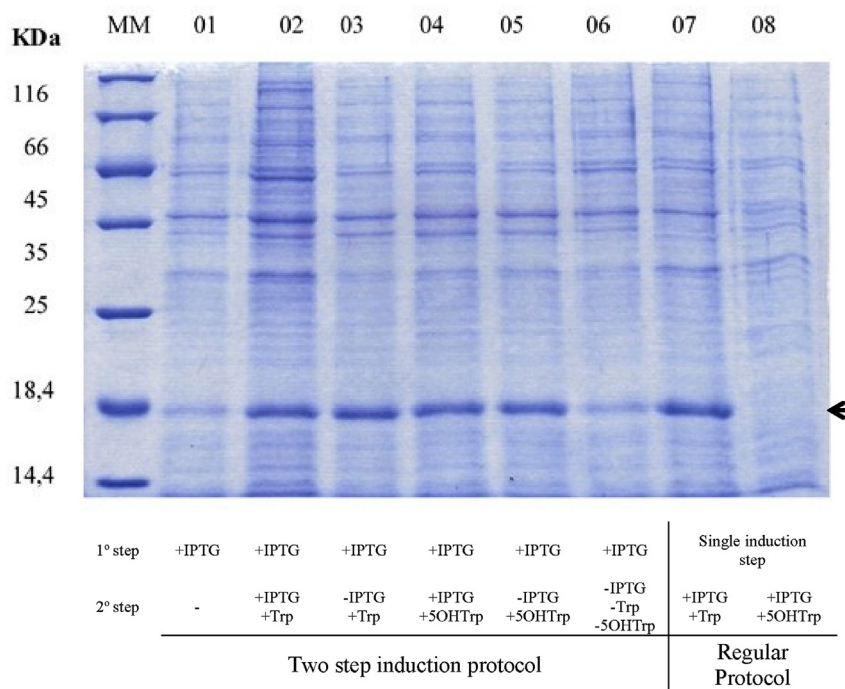 KDa MM 01 02 03 04 05 06 07 08
116
66
45
35
25
18,4
14,4
1º step +IPTG +IPTG +IPTG +IPTG +IPTG +IPTG Single induction step
2º step - +IPTG +Trp -IPTG +Trp +IPTG +5OHTrp -IPTG +5OHTrp -IPTG -Trp -5OHTrp +IPTG +Trp +IPTG +5OHTrp
Two step induction protocol Regular Protocol